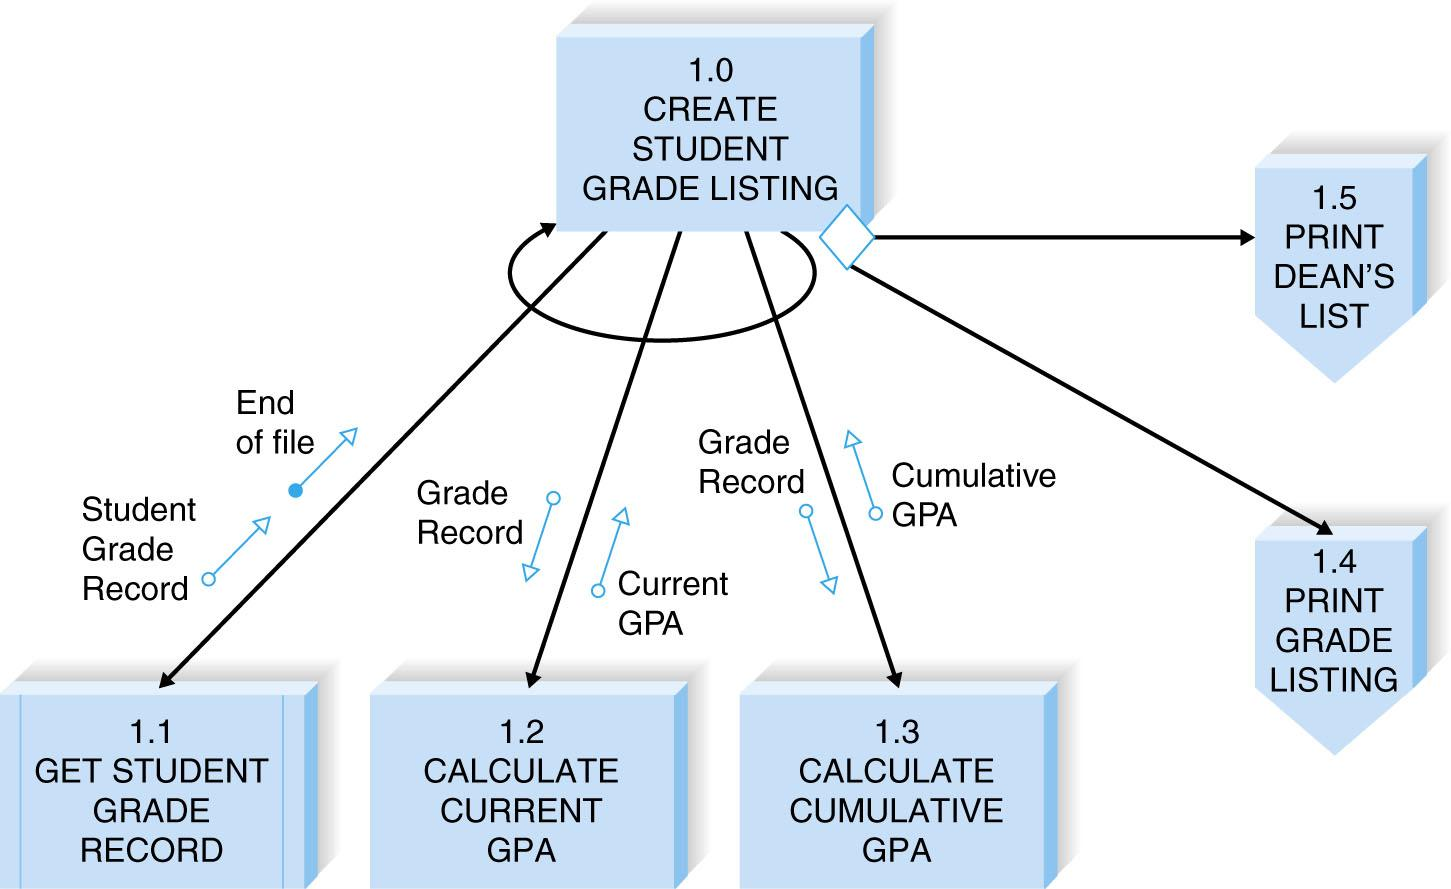 1.0
CREATE
STUDENT
GRADE LISTING
1.5
PRINT
DEAN’S
LIST
End
of file
Student
Grade
Record
Grade
Record
Current
GPA
Grade
Record
Cumulative
GPA
1.4
PRINT
GRADE
LISTING
1.1
GET STUDENT
GRADE
RECORD
1.2
CALCULATE
CURRENT
GPA
1.3
CALCULATE
CUMULATIVE
GPA